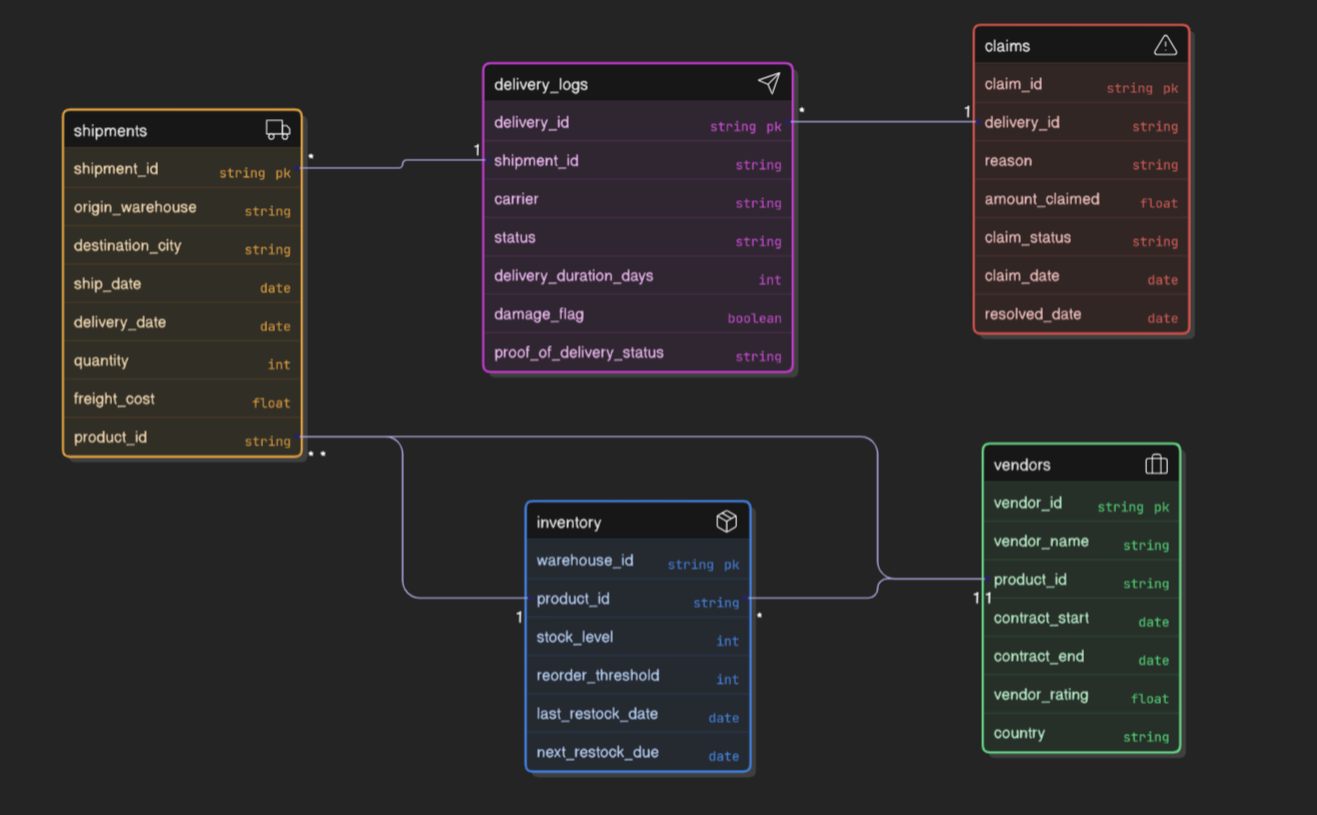 shipments
shipment_id string pk
origin_warehouse string
destination_city string
ship_date date
delivery_date date
quantity int
freight_cost float
product_id string
*
* *
delivery_logs
delivery_id string pk
shipment_id string
carrier string
status string
delivery_duration_days int
damage_flag boolean
proof_of_delivery_status string
1
*
claims
claim_id string pk
delivery_id string
reason string
amount_claimed float
claim_status string
claim_date date
resolved_date date
1
inventory
warehouse_id string pk
product_id string
stock_level int
reorder_threshold int
last_restock_date date
next_restock_due date
1
*
vendors
vendor_id string pk
vendor_name string
product_id string
contract_start date
contract_end date
vendor_rating float
country string
1 1